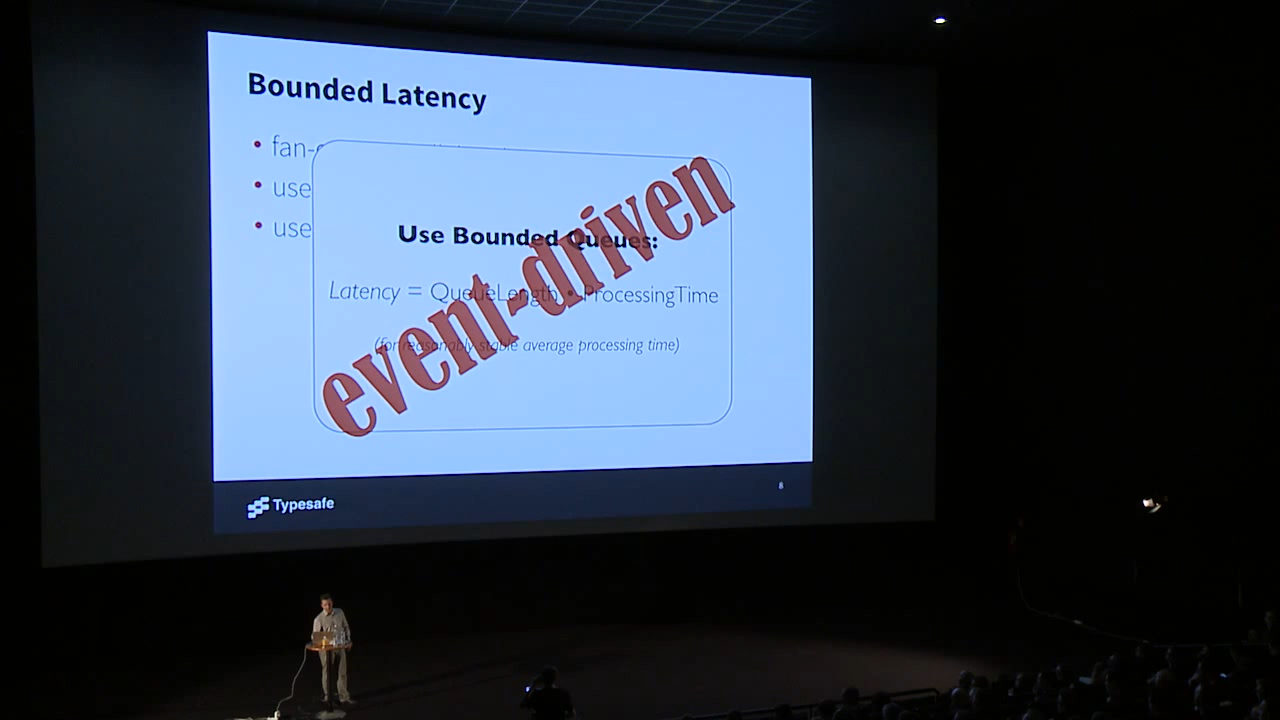 Bounded Latency
• fan-
• use
• use
Use Bounded Queues:
Latency = QueueLength • ProcessingTime
(for reasonably stable average processing time)
event-driven
Typesafe
8